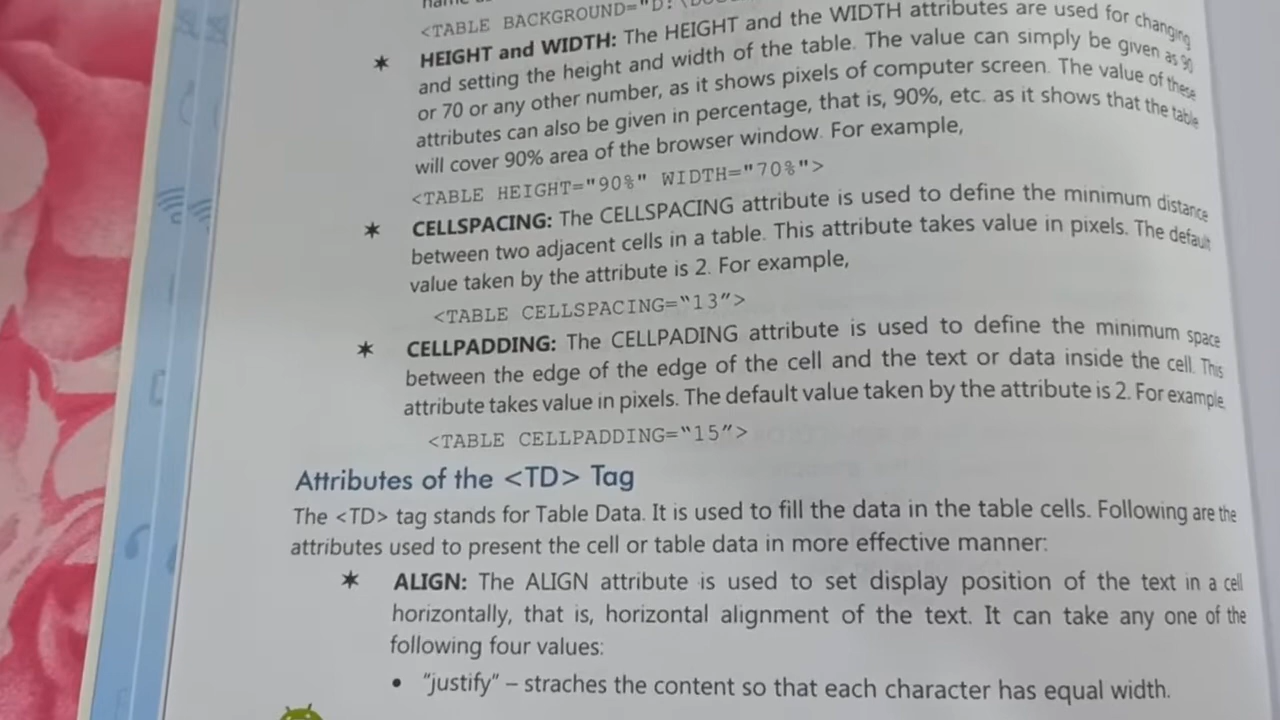 <TABLE BACKGROUND="D:\
* HEIGHT and WIDTH: The HEIGHT and the WIDTH attributes are used for changing
and setting the height and width of the table. The value can simply be given as 90
or 70 or any other number, as it shows pixels of computer screen. The value of these
attributes can also be given in percentage, that is, 90%, etc. as it shows that the table
will cover 90% area of the browser window. For example,
<TABLE HEIGHT="90%" WIDTH="70%">
* CELLSPACING: The CELLSPACING attribute is used to define the minimum distance
between two adjacent cells in a table. This attribute takes value in pixels. The default
value taken by the attribute is 2. For example,
<TABLE CELLSPACING="13">
* CELLPADDING: The CELLPADING attribute is used to define the minimum space
between the edge of the edge of the cell and the text or data inside the cell. This
attribute takes value in pixels. The default value taken by the attribute is 2. For example,
<TABLE CELLPADDING="15">
Attributes of the <TD> Tag
The <TD> tag stands for Table Data. It is used to fill the data in the table cells. Following are the
attributes used to present the cell or table data in more effective manner:
* ALIGN: The ALIGN attribute is used to set display position of the text in a cell
horizontally, that is, horizontal alignment of the text. It can take any one of the
following four values:
• "justify" – straches the content so that each character has equal width.